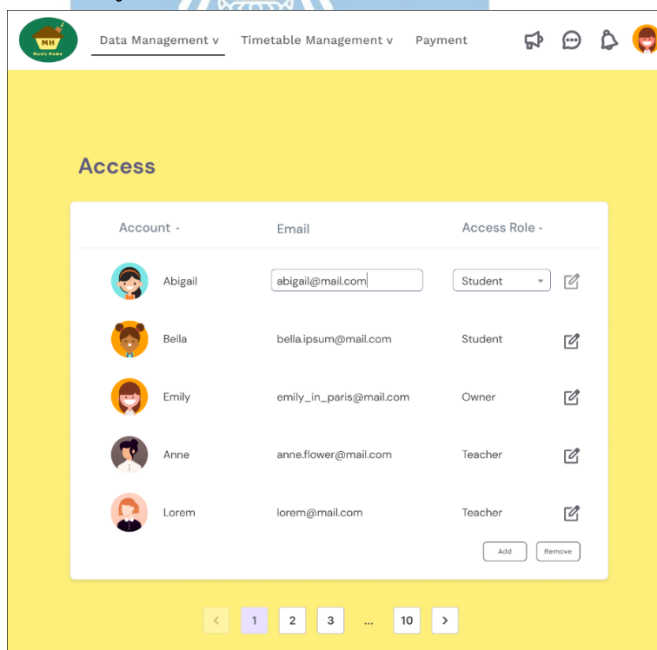 MH
Music Home
Data Management v Timetable Management v Payment
Access
Account - Email Access Role -
Abigail abigail@mail.com Student
Bella bella.ipsum@mail.com Student
Emily emily_in_paris@mail.com Owner
Anne anne.flower@mail.com Teacher
Lorem lorem@mail.com Teacher
Add Remove
< 1 2 3 ... 10 >